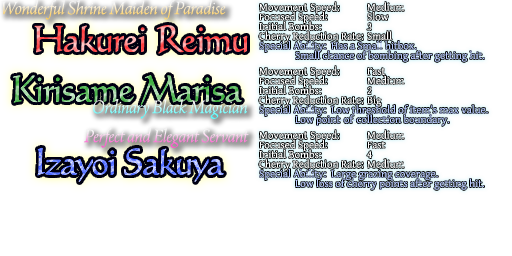 Wonderful Shrine Maiden of Paradise
Hakurei Reimu
Kirisame Marisa
Ordinary Black Magician
Perfect and Elegant Servant
Izayoi Sakuya
Movement Speed: Medium
Focused Speed: Slow
Initial Bombs: 3
Cherry Reduction Rate: Small
Special Ability: Has a Small hitbox.
Small chance of bombing after getting hit.
Movement Speed: Fast
Focused Speed: Medium
Initial Bombs: 2
Cherry Reduction Rate: Big
Special Ability: Low threshold of item's max value.
Low point of collection boundary.
Movement Speed: Medium
Focused Speed: Fast
Initial Bombs: 4
Cherry Reduction Rate: Medium
Special Ability: Large grazing coverage.
Low loss of cherry points after getting hit.